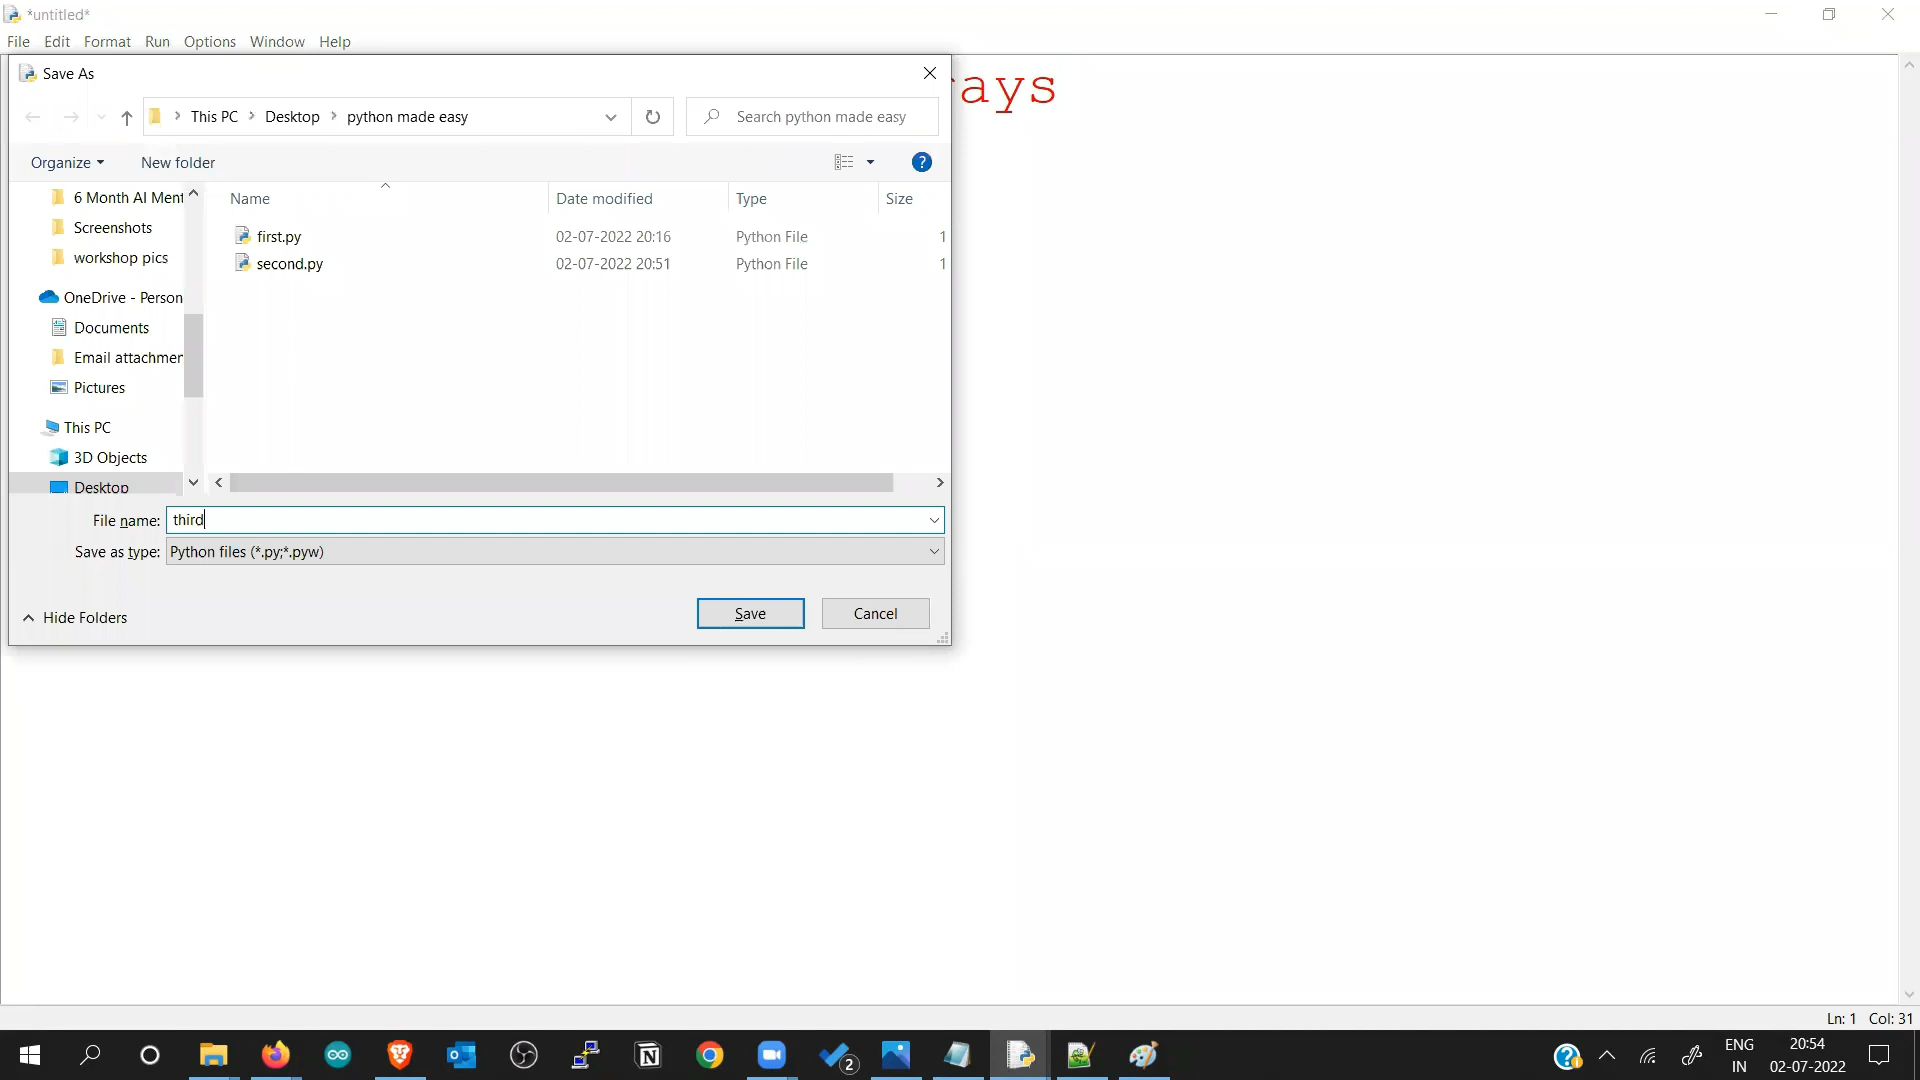 *untitled*
File Edit Format Run Options Window Help
Save As
ays
This PC > Desktop > python made easy
Search python made easy
Organize New folder
?
Name Date modified Type Size
6 Month AI Ment
Screenshots
workshop pics
OneDrive - Person
Documents
Email attachmen
Pictures
This PC
3D Objects
Desktop
first.py 02-07-2022 20:16 Python File 1
second.py 02-07-2022 20:51 Python File 1
File name: third
Save as type: Python files (*.py;*.pyw)
Hide Folders
Save Cancel
Ln: 1 Col: 31
2
ENG
IN
20:54
02-07-2022